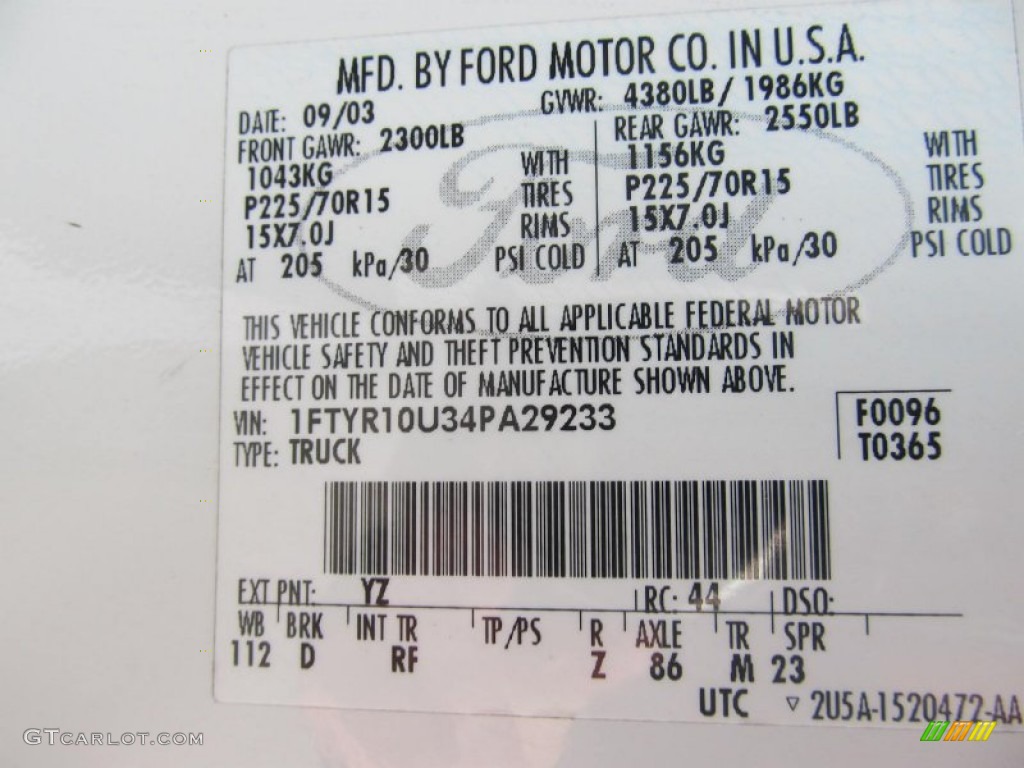 MFD. BY FORD MOTOR CO. IN U.S.A.
DATE: 09/03 GVWR: 4380LB/ 1986KG
FRONT GAWR: 2300LB REAR GAWR: 2550LB
1043KG WITH 1156KG WITH
P225/70R15 TIRES P225/70R15 TIRES
15X7.0J RIMS 15X7.0J RIMS
AT 205 kPa/30 PSI COLD AT 205 kPa/30 PSI COLD
Ford
THIS VEHICLE CONFORMS TO ALL APPLICABLE FEDERAL MOTOR
VEHICLE SAFETY AND THEFT PREVENTION STANDARDS IN
EFFECT ON THE DATE OF MANUFACTURE SHOWN ABOVE.
VIN: 1FTYR10U34PA29233 F0096
TYPE: TRUCK T0365
EXT PNT: YZ RC: 44 DSO:
WB BRK INT TR TP/PS R AXLE TR SPR
112 D RF Z 86 M 23
UTC ▽ 2U5A-1520472-AA
GTCARLOT.COM